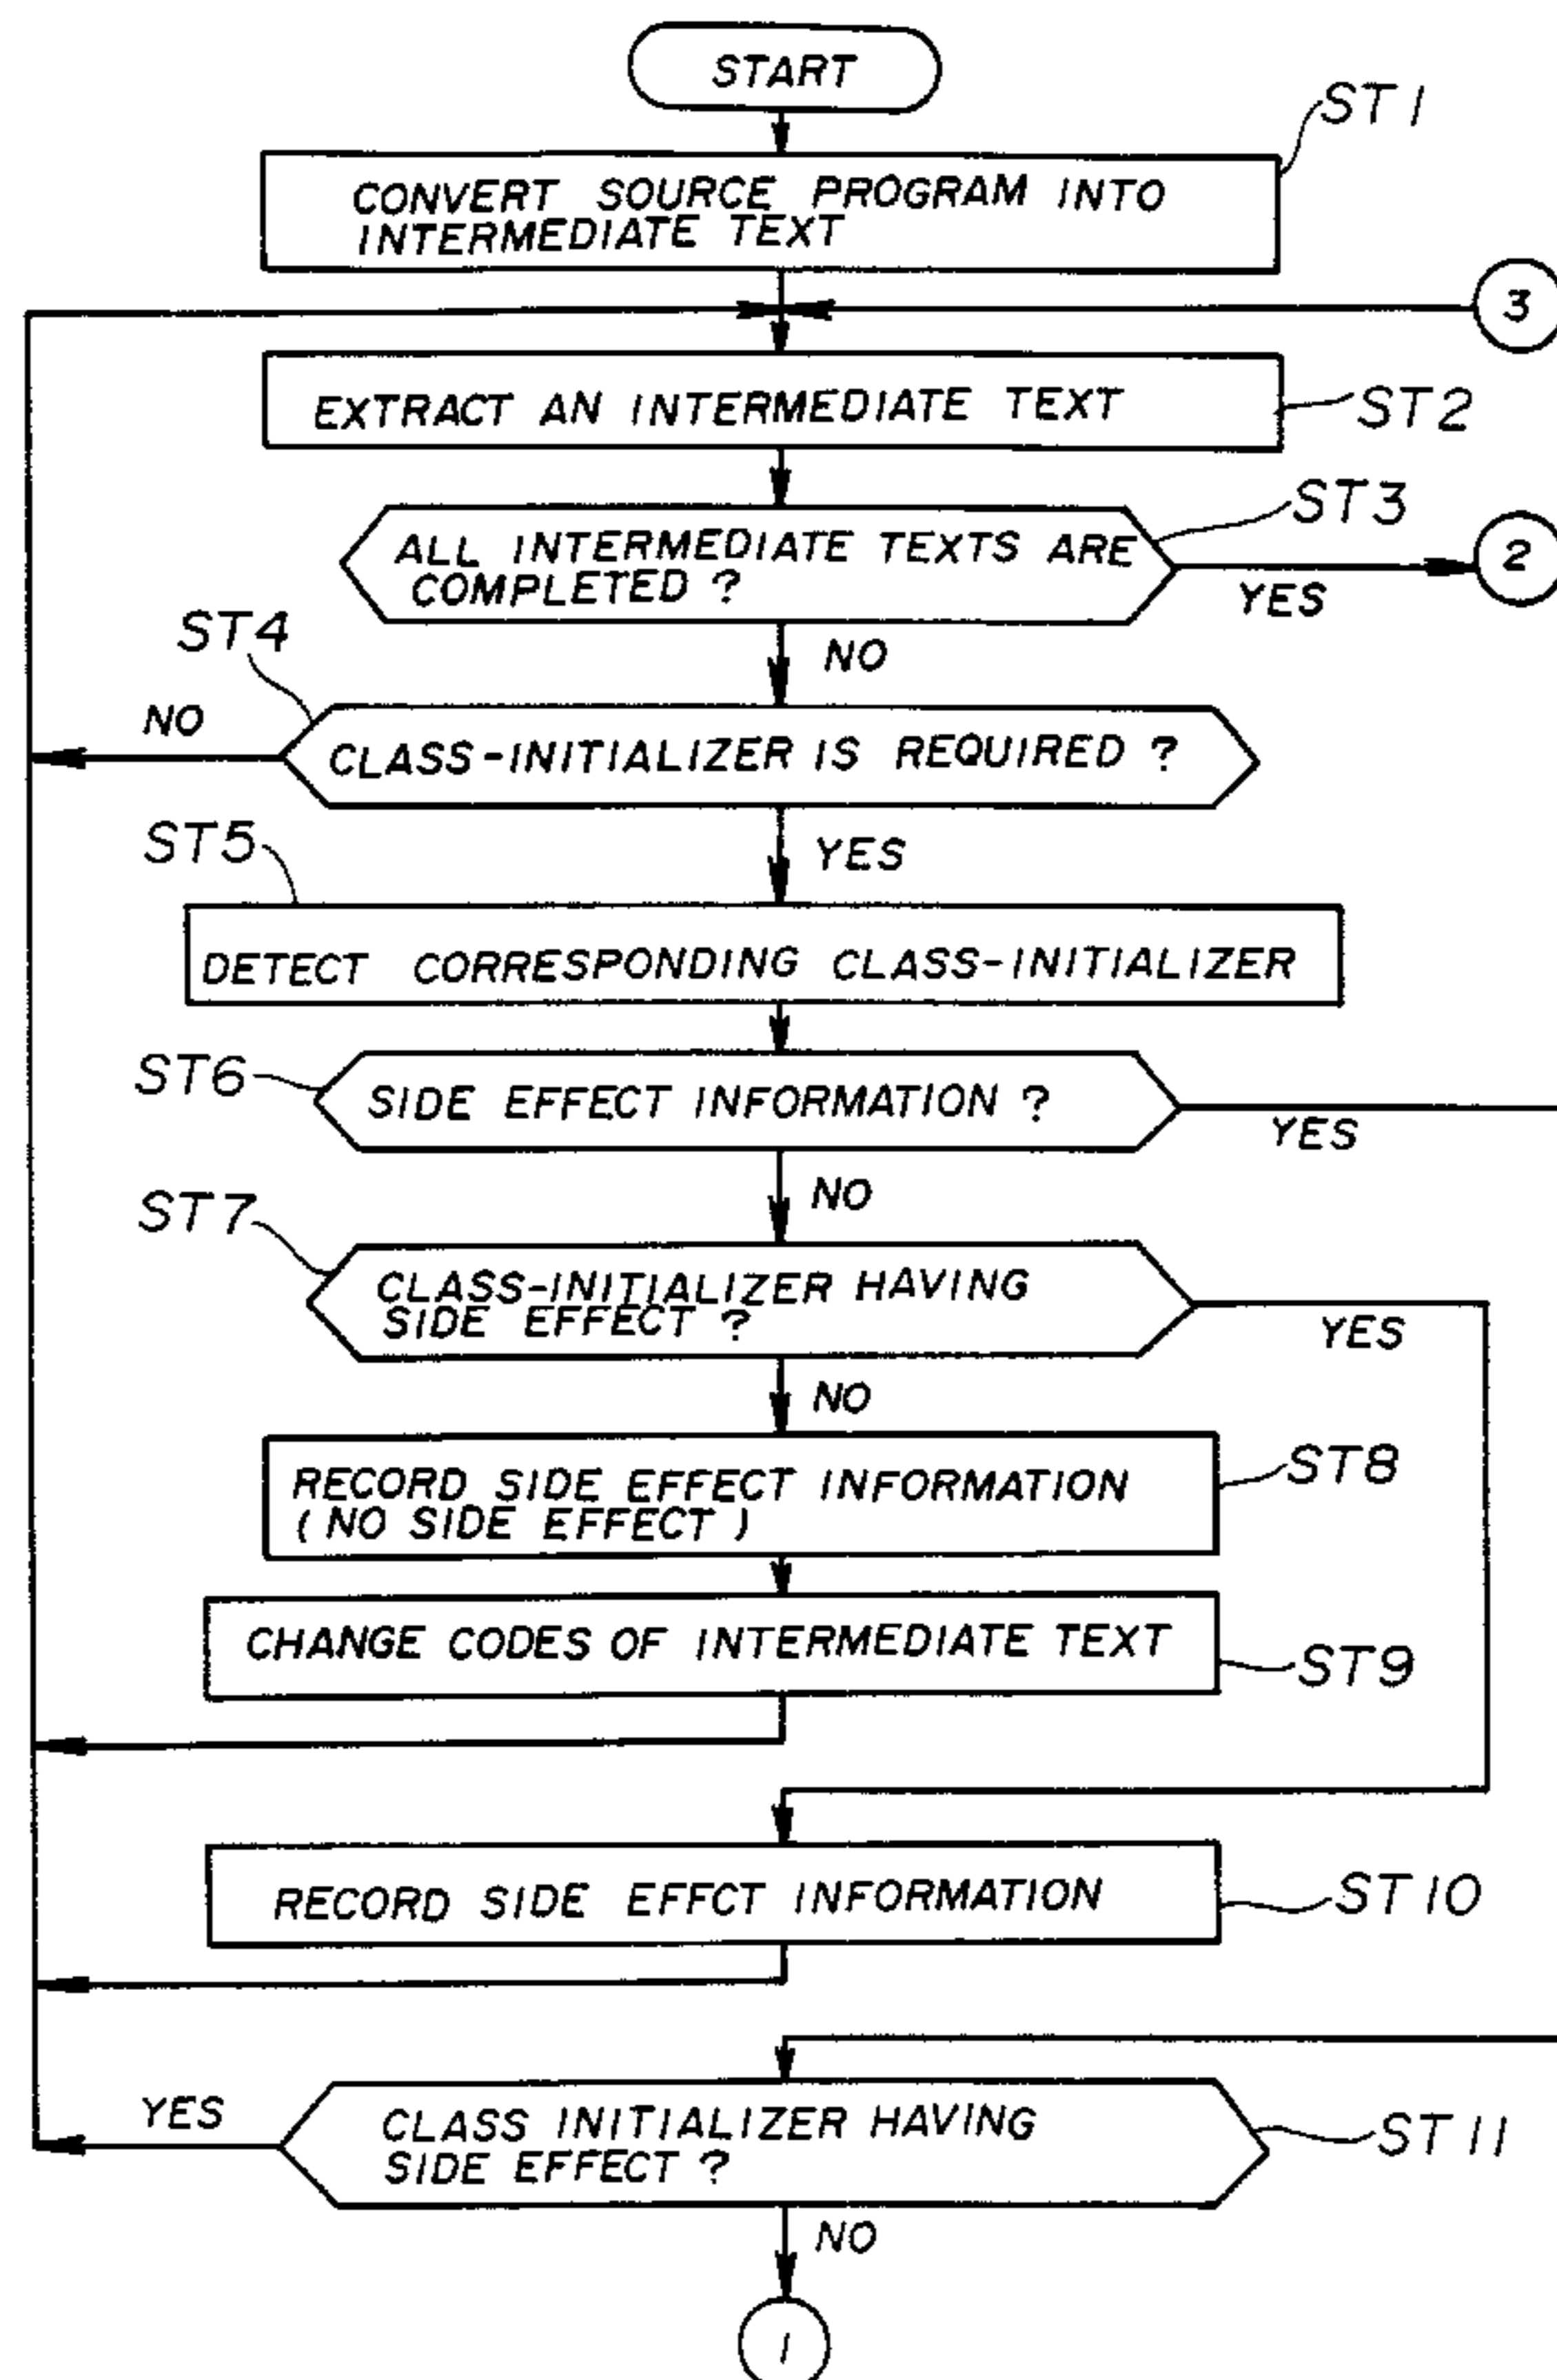 START
ST1
CONVERT SOURCE PROGRAM INTO
INTERMEDIATE TEXT
3
EXTRACT AN INTERMEDIATE TEXT
ST2
ST3
ALL INTERMEDIATE TEXTS ARE
COMPLETED ?
2
YES
ST4
NO
NO
CLASS-INITIALIZER IS REQUIRED ?
ST5
YES
DETECT CORRESPONDING CLASS-INITIALIZER
ST6
SIDE EFFECT INFORMATION ?
YES
ST7
NO
CLASS-INITIALIZER HAVING
SIDE EFFECT ?
YES
NO
RECORD SIDE EFFECT INFORMATION
(NO SIDE EFFECT)
ST8
CHANGE CODES OF INTERMEDIATE TEXT
ST9
RECORD SIDE EFFCT INFORMATION
ST10
YES
CLASS INITIALIZER HAVING
SIDE EFFECT ?
ST11
NO
1